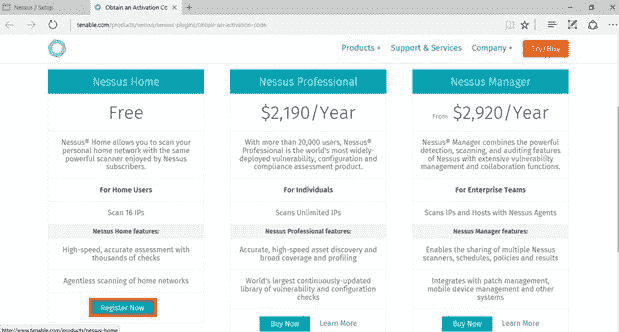 Nessus / Setup
Obtain an Activation Co
tenable.com/products/nessus/nessus-plugins/obtain-an-activation-code
Products +
Support & Services
Company +
Try/Buy
Nessus Home
Free
Nessus® Home allows you to scan your
personal home network with the same
powerful scanner enjoyed by Nessus
subscribers.
For Home Users
Scan 16 IPs
Nessus Home features:
High-speed, accurate assessment with
thousands of checks
Agentless scanning of home networks
Register Now
Nessus Professional
$2,190/Year
With more than 20,000 users, Nessus®
Professional is the world's most widely-
deployed vulnerability, configuration and
compliance assessment product.
For Individuals
Scans Unlimited IPs
Nessus Professional features:
Accurate, high-speed asset discovery and
broad coverage and profiling
World's largest continuously-updated
library of vulnerability and configuration
checks
Buy Now
Learn More
Nessus Manager
From $2,920/Year
Nessus® Manager combines the powerful
detection, scanning, and auditing features
of Nessus with extensive vulnerability
management and collaboration functions.
For Enterprise Teams
Scans IPs and Hosts with Nessus Agents
Nessus Manager features:
Enables the sharing of multiple Nessus
scanners, schedules, policies and results
Integrates with patch management,
mobile device management and other
systems
Buy Now
Learn More
http://www.tenable.com/products/nessus-home